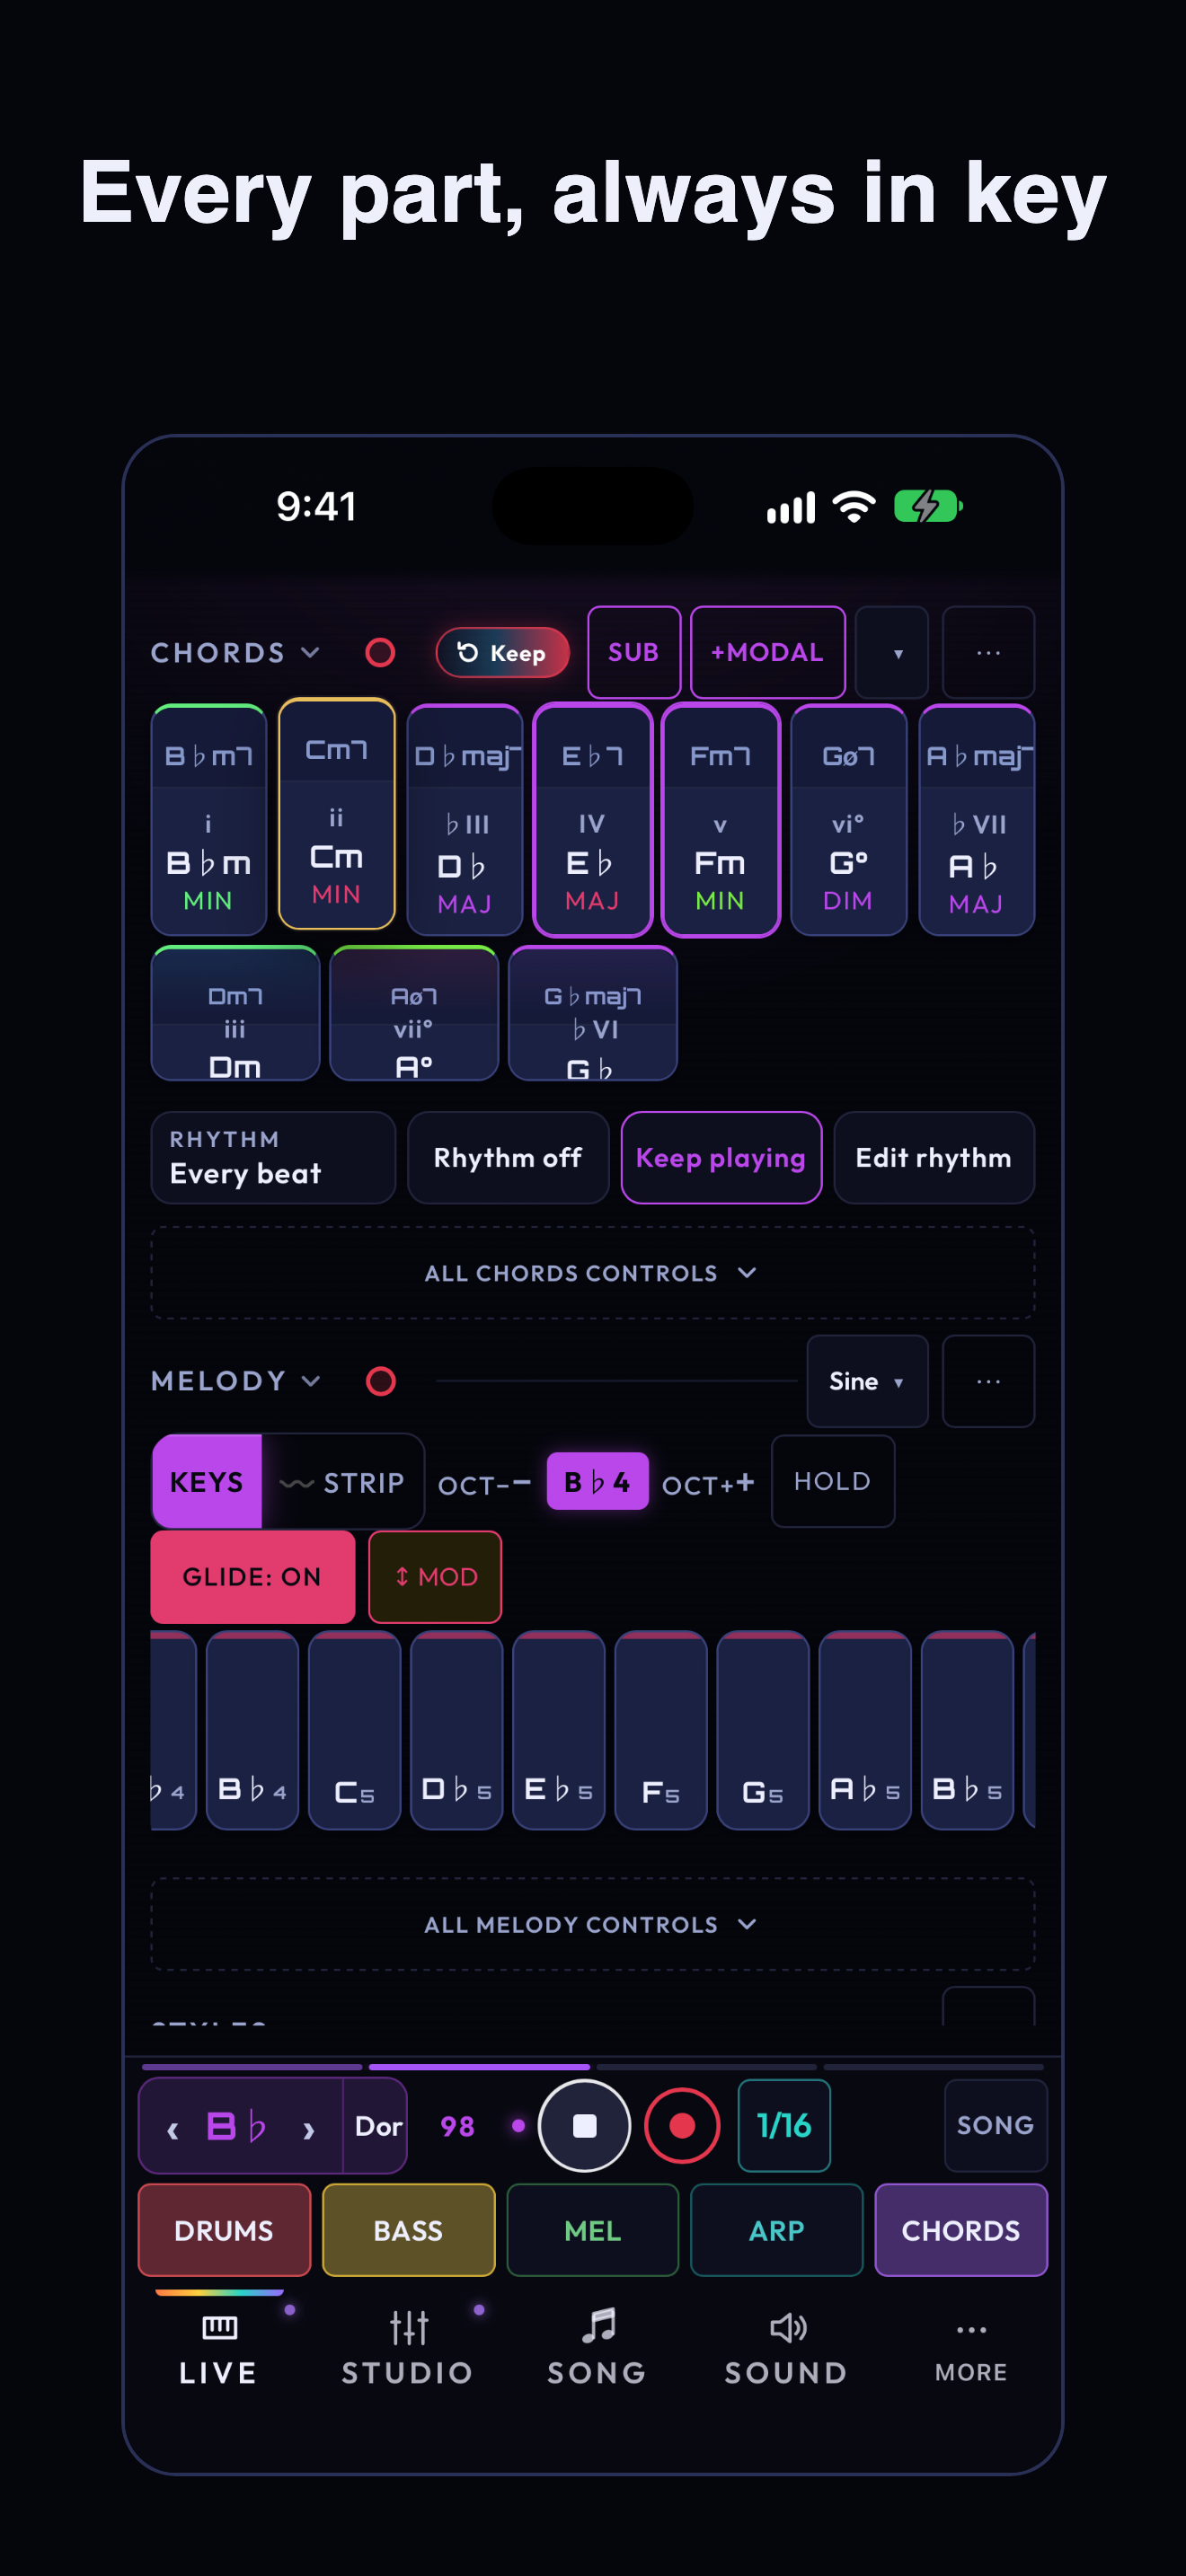 Every part, always in key
9:41
CHORDS
Keep
SUB
+MODAL
...
B♭m7 Cm7 D♭maj E♭7 Fm7 Gø7 A♭maj
i ii ♭III IV v vi° ♭VII
B♭m Cm D♭ E♭ Fm G° A♭
MIN MIN MAJ MAJ MIN DIM MAJ
Dm7 Aø7 G♭maj7
iii vii° ♭VI
Dm A° G♭
RHYTHM
Every beat
Rhythm off
Keep playing
Edit rhythm
ALL CHORDS CONTROLS
MELODY
Sine
...
KEYS
STRIP
OCT−−
B♭4
OCT++
HOLD
GLIDE: ON
↕ MOD
♭4 B♭4 C5 D♭5 E♭5 F5 G5 A♭5 B♭5
ALL MELODY CONTROLS
‹ B♭ › Dor 98 1/16 SONG
DRUMS BASS MEL ARP CHORDS
LIVE STUDIO SONG SOUND MORE